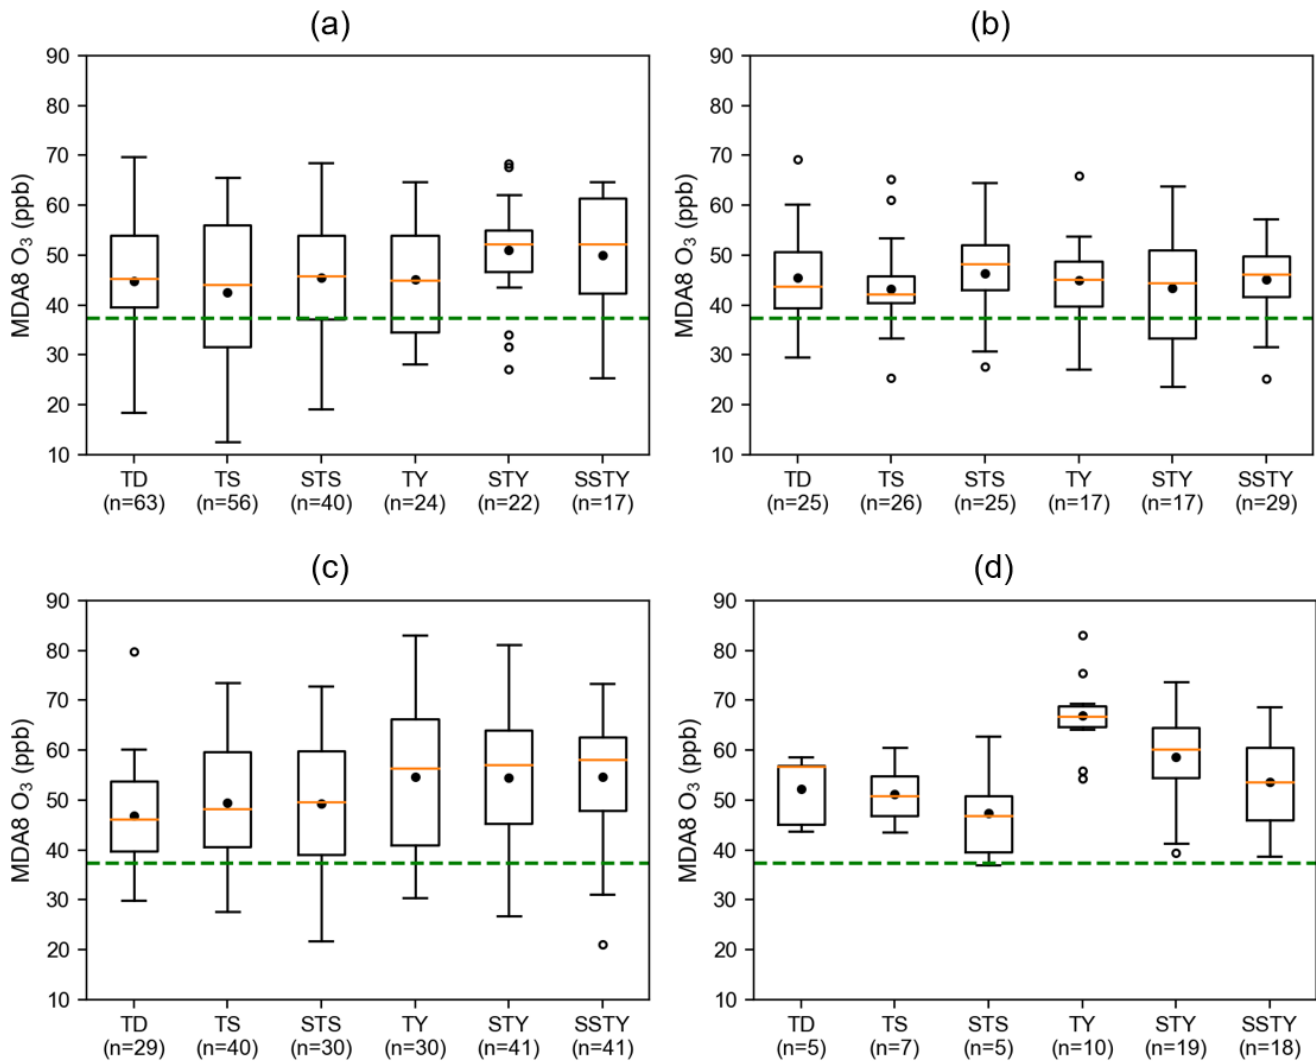 (a)
MDA8 O3 (ppb)
90
80
70
60
50
40
30
20
10
TD TS STS TY STY SSTY
(n=63) (n=56) (n=40) (n=24) (n=22) (n=17)
(b)
MDA8 O3 (ppb)
90
80
70
60
50
40
30
20
10
TD TS STS TY STY SSTY
(n=25) (n=26) (n=25) (n=17) (n=17) (n=29)
(c)
MDA8 O3 (ppb)
90
80
70
60
50
40
30
20
10
TD TS STS TY STY SSTY
(n=29) (n=40) (n=30) (n=30) (n=41) (n=41)
(d)
MDA8 O3 (ppb)
90
80
70
60
50
40
30
20
10
TD TS STS TY STY SSTY
(n=5) (n=7) (n=5) (n=10) (n=19) (n=18)